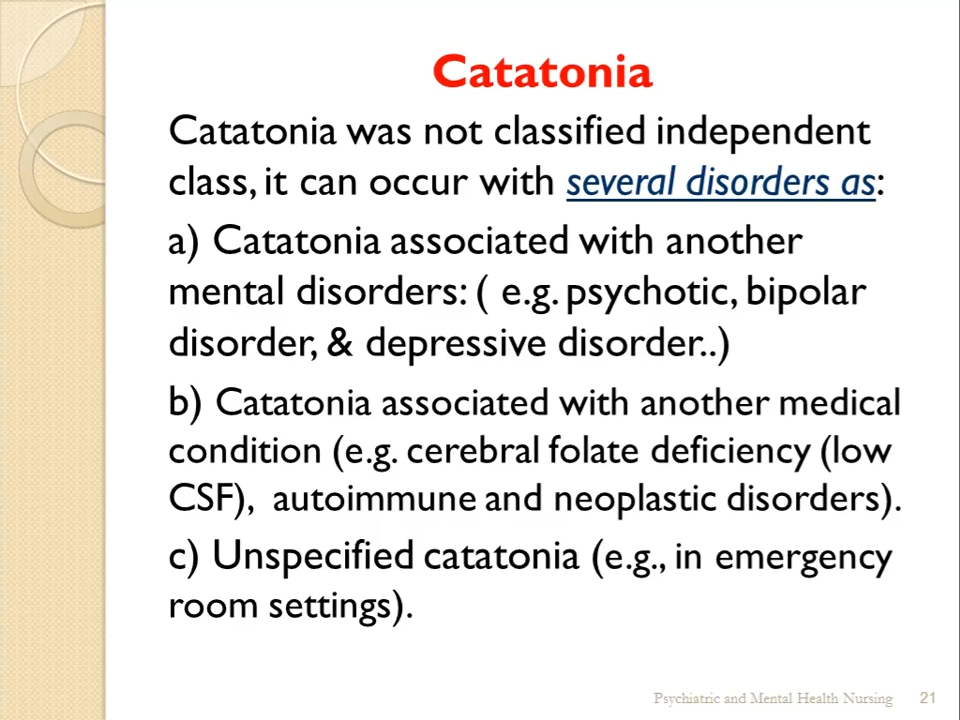 Catatonia
Catatonia was not classified independent
class, it can occur with several disorders as:
a) Catatonia associated with another
mental disorders: ( e.g. psychotic, bipolar
disorder, & depressive disorder..)
b) Catatonia associated with another medical
condition (e.g. cerebral folate deficiency (low
CSF), autoimmune and neoplastic disorders).
c) Unspecified catatonia (e.g., in emergency
room settings).
Psychiatric and Mental Health Nursing 21